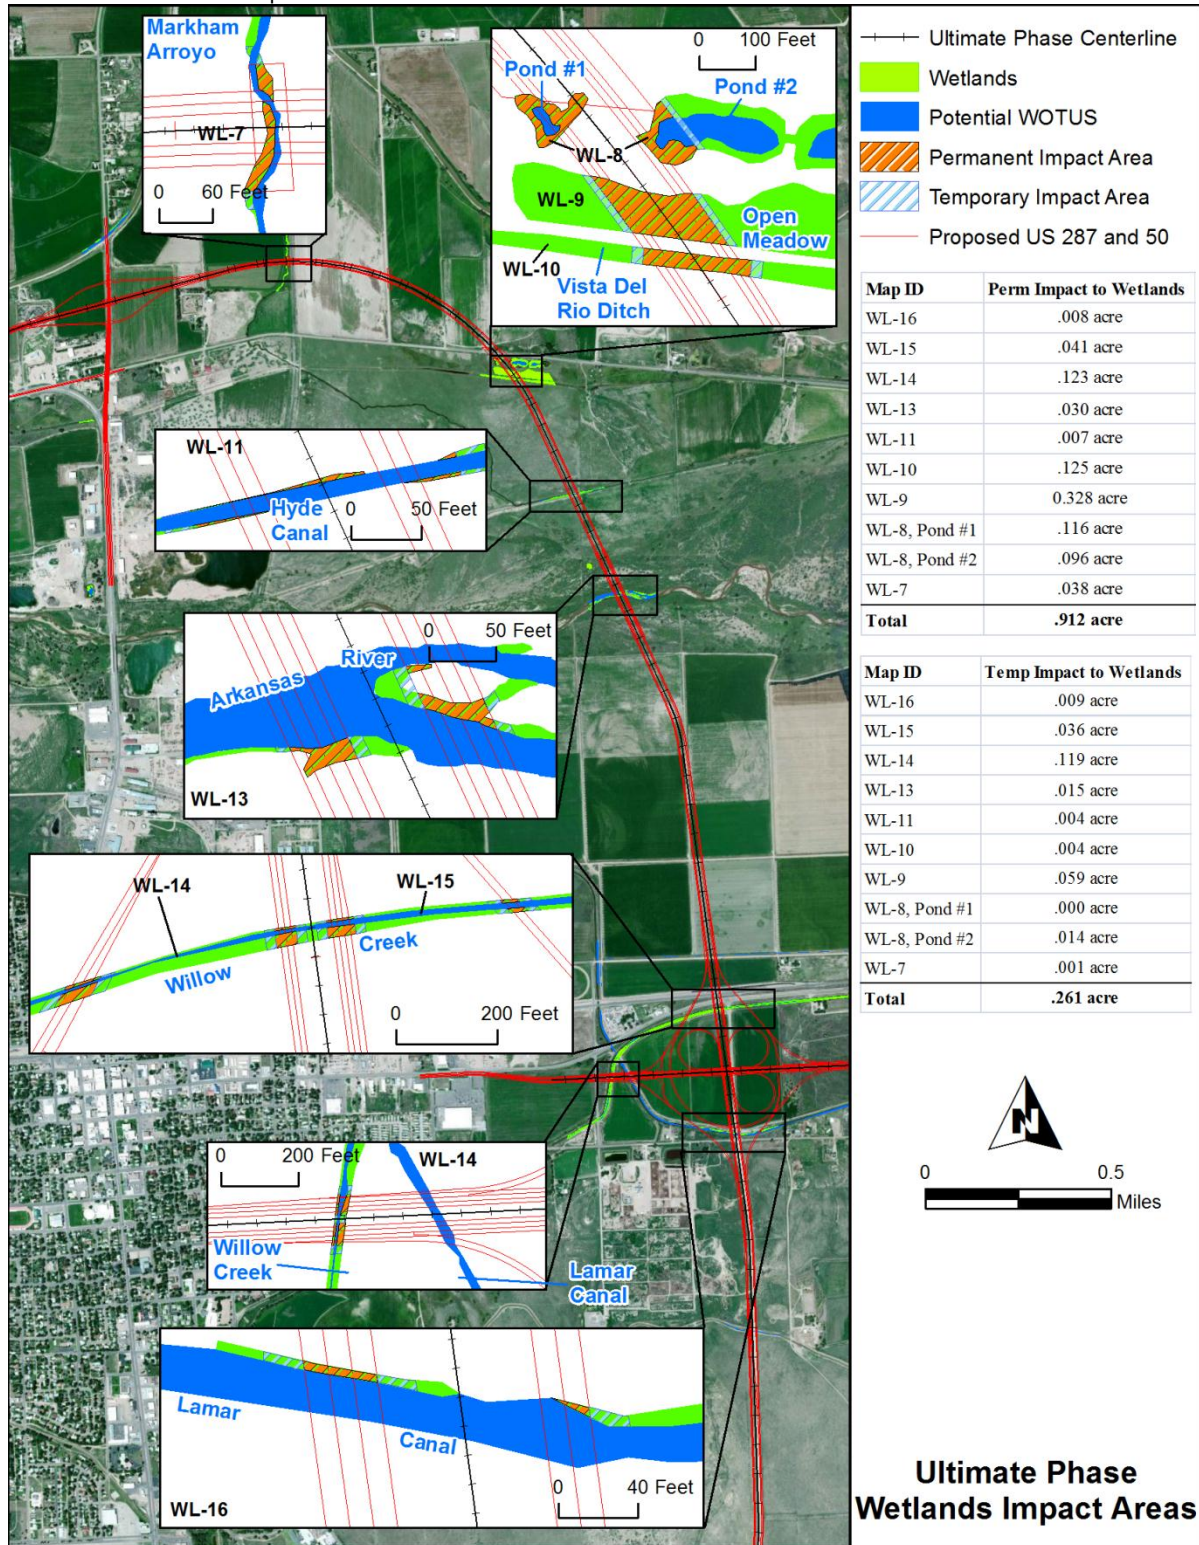 Markham
Arroyo
WL-7
0 60 Feet
0 100 Feet
Pond #1
Pond #2
WL-8
WL-9
Open
Meadow
WL-10
Vista Del
Rio Ditch
WL-11
Hyde
Canal
0 50 Feet
0 50 Feet
Arkansas River
WL-13
WL-14
WL-15
Willow Creek
0 200 Feet
0 200 Feet
WL-14
Willow
Creek
Lamar
Canal
Lamar Canal
0 40 Feet
WL-16
Ultimate Phase Centerline
Wetlands
Potential WOTUS
Permanent Impact Area
Temporary Impact Area
Proposed US 287 and 50
Map ID Perm Impact to Wetlands
WL-16 .008 acre
WL-15 .041 acre
WL-14 .123 acre
WL-13 .030 acre
WL-11 .007 acre
WL-10 .125 acre
WL-9 0.328 acre
WL-8, Pond #1 .116 acre
WL-8, Pond #2 .096 acre
WL-7 .038 acre
Total .912 acre
Map ID Temp Impact to Wetlands
WL-16 .009 acre
WL-15 .036 acre
WL-14 .119 acre
WL-13 .015 acre
WL-11 .004 acre
WL-10 .004 acre
WL-9 .059 acre
WL-8, Pond #1 .000 acre
WL-8, Pond #2 .014 acre
WL-7 .001 acre
Total .261 acre
N
0 0.5
Miles
Ultimate Phase
Wetlands Impact Areas